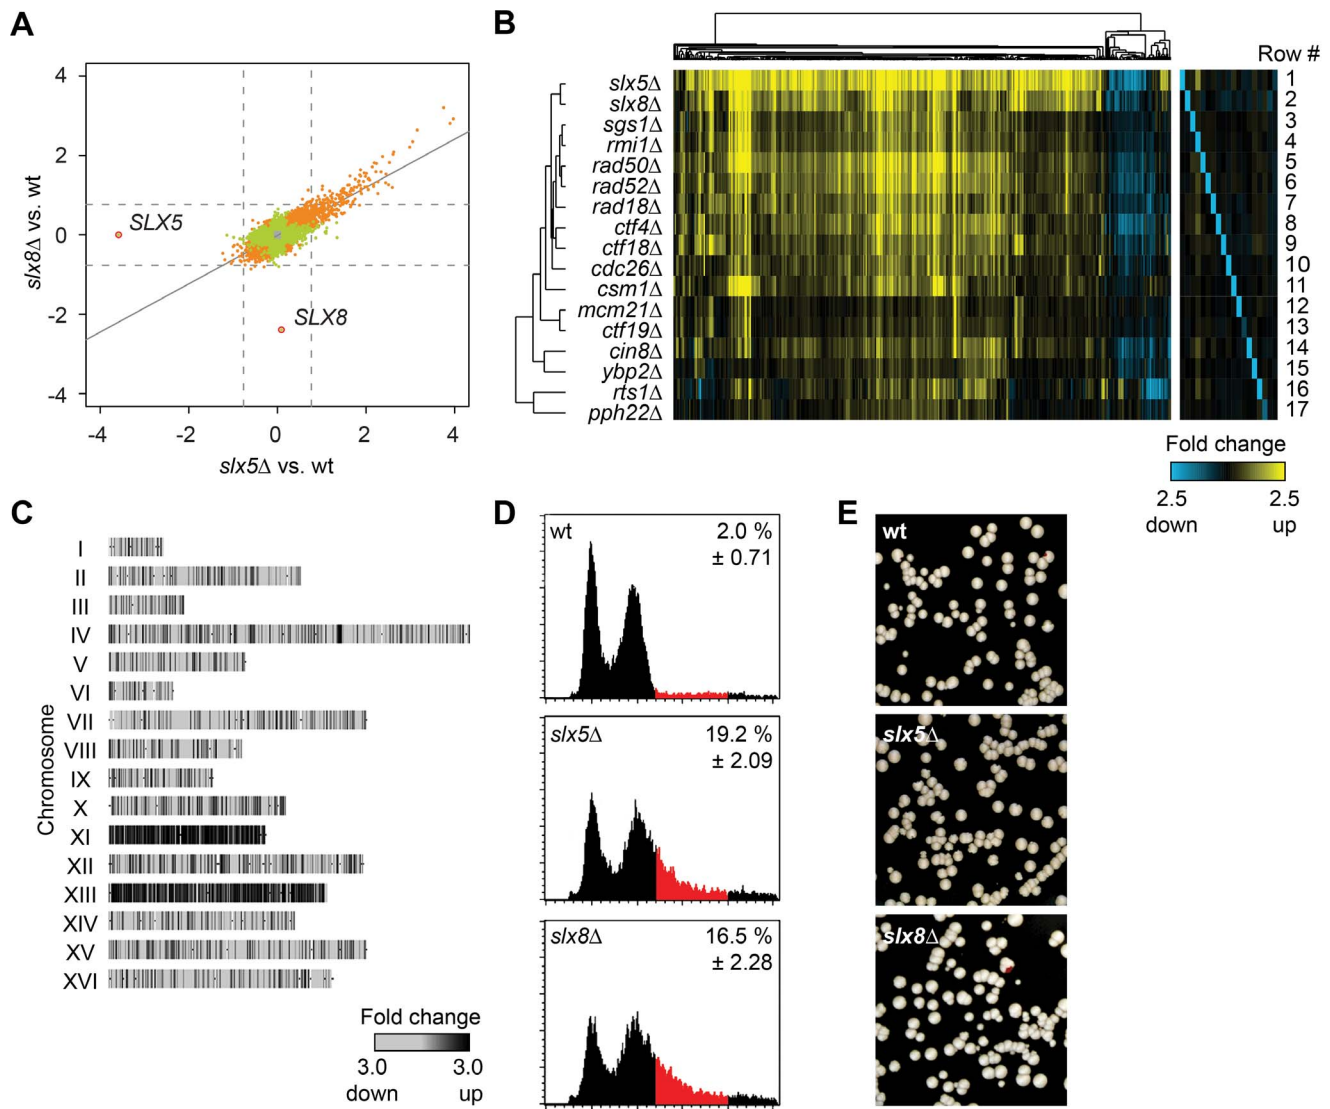 A
4
2
0
-2
-4
-4
-2
0
2
4
slx8Δ vs. wt
slx5Δ vs. wt
SLX5
SLX8
B
Row #
slx5Δ 1
slx8Δ 2
sgs1Δ 3
rmi1Δ 4
rad50Δ 5
rad52Δ 6
rad18Δ 7
ctf4Δ 8
ctf18Δ 9
cdc26Δ 10
csm1Δ 11
mcm21Δ 12
ctf19Δ 13
cin8Δ 14
ybp2Δ 15
rts1Δ 16
pph22Δ 17
Fold change
2.5 2.5
down up
C
Chromosome
I
II
III
IV
V
VI
VII
VIII
IX
X
XI
XII
XIII
XIV
XV
XVI
Fold change
3.0 3.0
down up
D
wt 2.0 %
± 0.71
slx5Δ 19.2 %
± 2.09
slx8Δ 16.5 %
± 2.28
E
wt
slx5Δ
slx8Δ